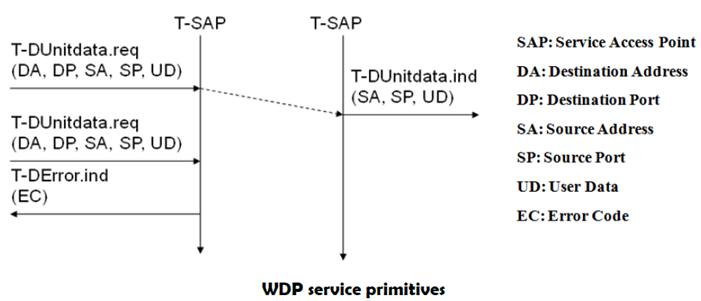 T-SAP
T-SAP
T-DUnitdata.req
(DA, DP, SA, SP, UD)
T-DUnitdata.ind
(SA, SP, UD)
T-DUnitdata.req
(DA, DP, SA, SP, UD)
T-DError.ind
(EC)
SAP: Service Access Point
DA: Destination Address
DP: Destination Port
SA: Source Address
SP: Source Port
UD: User Data
EC: Error Code
WDP service primitives